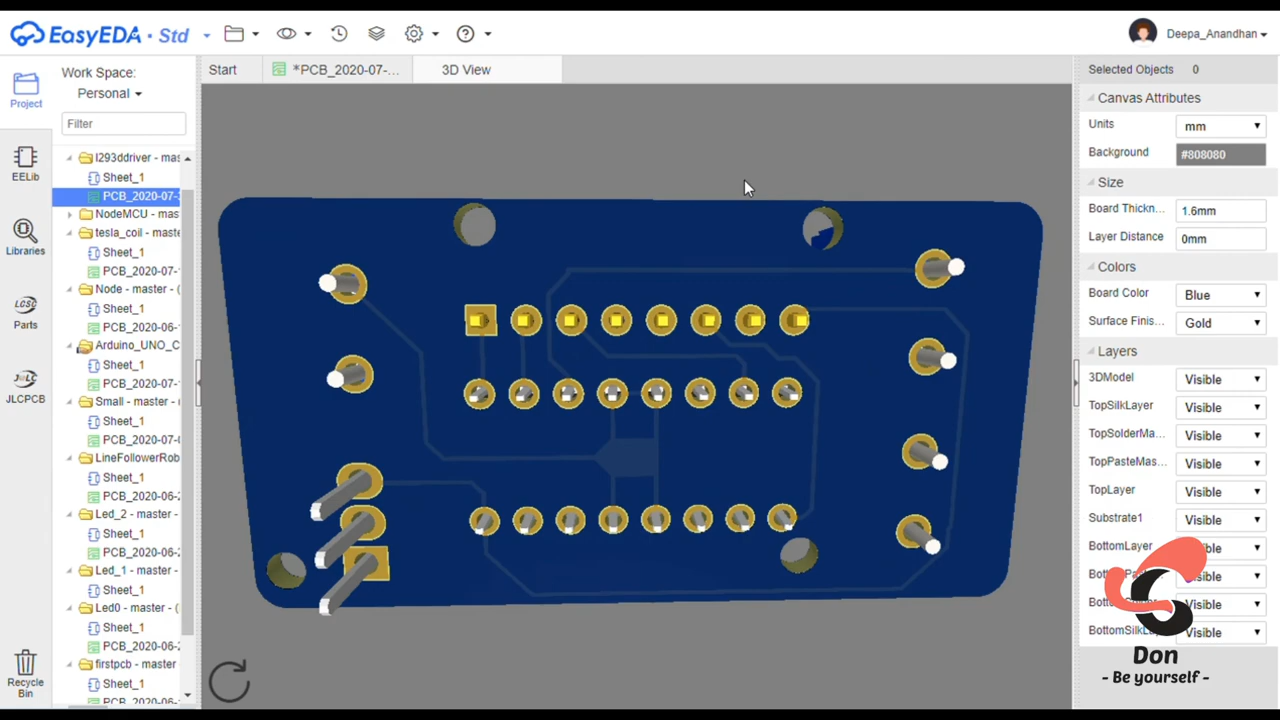 EasyEDA · Std
Deepa_Anandhan
Start
*PCB_2020-07-...
3D View
Project
EELib
Libraries
Parts
JLCPCB
Recycle
Bin
Work Space:
Personal
Filter
l293ddriver - mas
Sheet_1
PCB_2020-07-
NodeMCU - mas
tesla_coil - maste
Sheet_1
PCB_2020-07-
Node - master - (
Sheet_1
PCB_2020-06-
Arduino_UNO_C
Sheet_1
PCB_2020-07-
Small - master -
Sheet_1
PCB_2020-07-
LineFollowerRob
Sheet_1
PCB_2020-06-
Led_2 - master -
Sheet_1
PCB_2020-06-
Led_1 - master -
Sheet_1
Led0 - master - (
Sheet_1
PCB_2020-06-
firstpcb - master
Sheet_1
PCB_2020-06-
Selected Objects 0
Canvas Attributes
Units mm
Background #808080
Size
Board Thickn... 1.6mm
Layer Distance 0mm
Colors
Board Color Blue
Surface Finis... Gold
Layers
3DModel Visible
TopSilkLayer Visible
TopSolderMa... Visible
TopPasteMas... Visible
TopLayer Visible
Substrate1 Visible
BottomLayer
Visible
Visible
Don
- Be yourself -